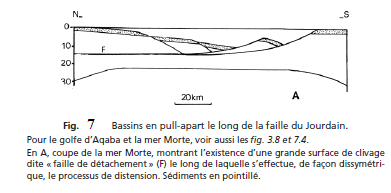 N_ _S
0
10
F
20
30
20km
A
Fig. 7 Bassins en pull-apart le long de la faille du Jourdain.
Pour le golfe d'Aqaba et la mer Morte, voir aussi les fig. 3.8 et 7.4.
En A, coupe de la mer Morte, montrant l'existence d'une grande surface de clivage
dite « faille de détachement » (F) le long de laquelle s'effectue, de façon dissymétri-
que, le processus de distension. Sédiments en pointillé.